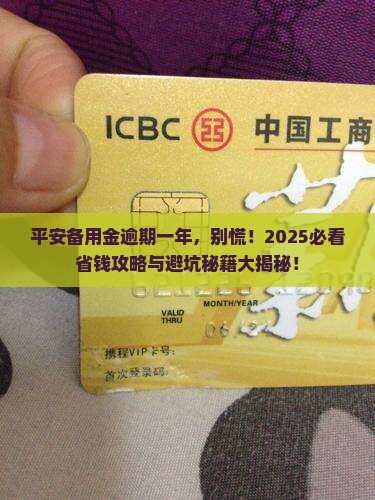 ICBC 中国工商
平安备用金逾期一年，别慌！2025必看
省钱攻略与避坑秘籍大揭秘！
VALID
THRU
携程VIP卡号：
首次登录码：